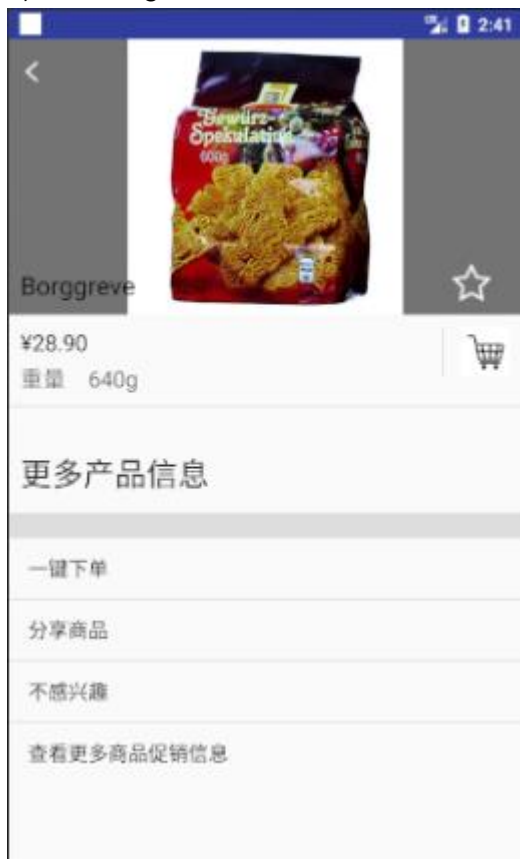 2:41
Gewürz-
Spekulatius
600g
Borggreve
¥28.90
重量 640g
更多产品信息
一键下单
分享商品
不感兴趣
查看更多商品促销信息